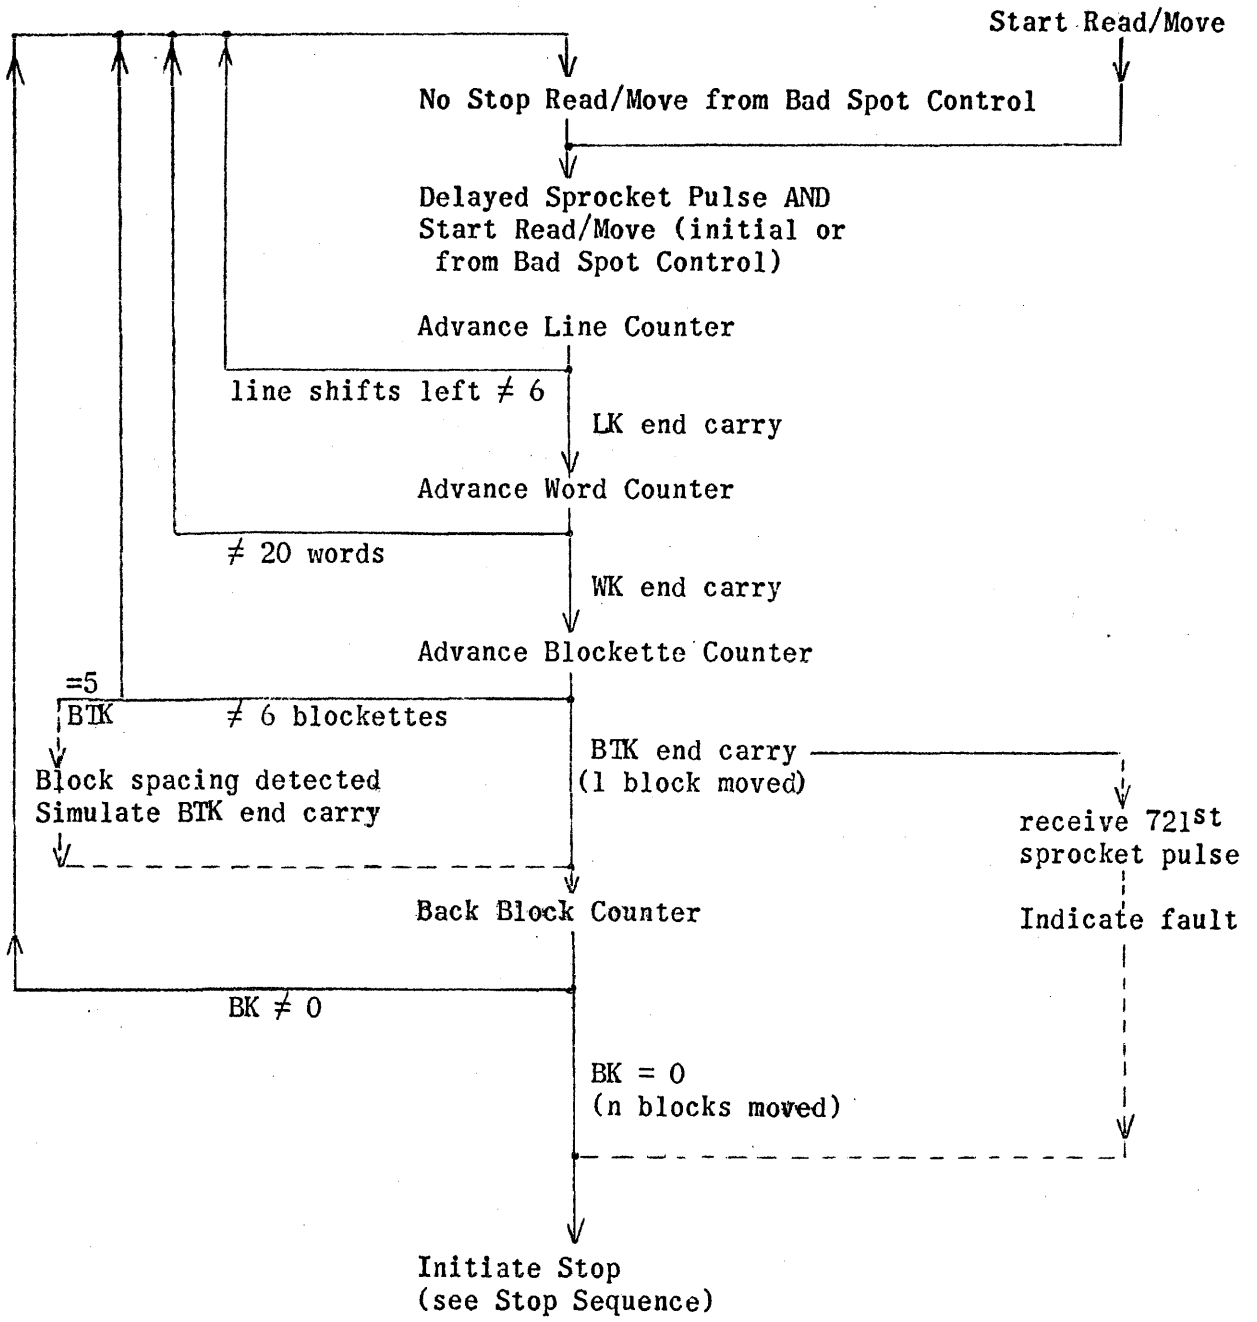 Start Read/Move
No Stop Read/Move from Bad Spot Control
Delayed Sprocket Pulse AND
Start Read/Move (initial or
from Bad Spot Control)
Advance Line Counter
line shifts left ≠ 6
LK end carry
Advance Word Counter
≠ 20 words
WK end carry
Advance Blockette Counter
=5
BTK
≠ 6 blockettes
BTK end carry
(1 block moved)
Block spacing detected
Simulate BTK end carry
receive 721st
sprocket pulse
Back Block Counter
Indicate fault
BK ≠ 0
BK = 0
(n blocks moved)
Initiate Stop
(see Stop Sequence)